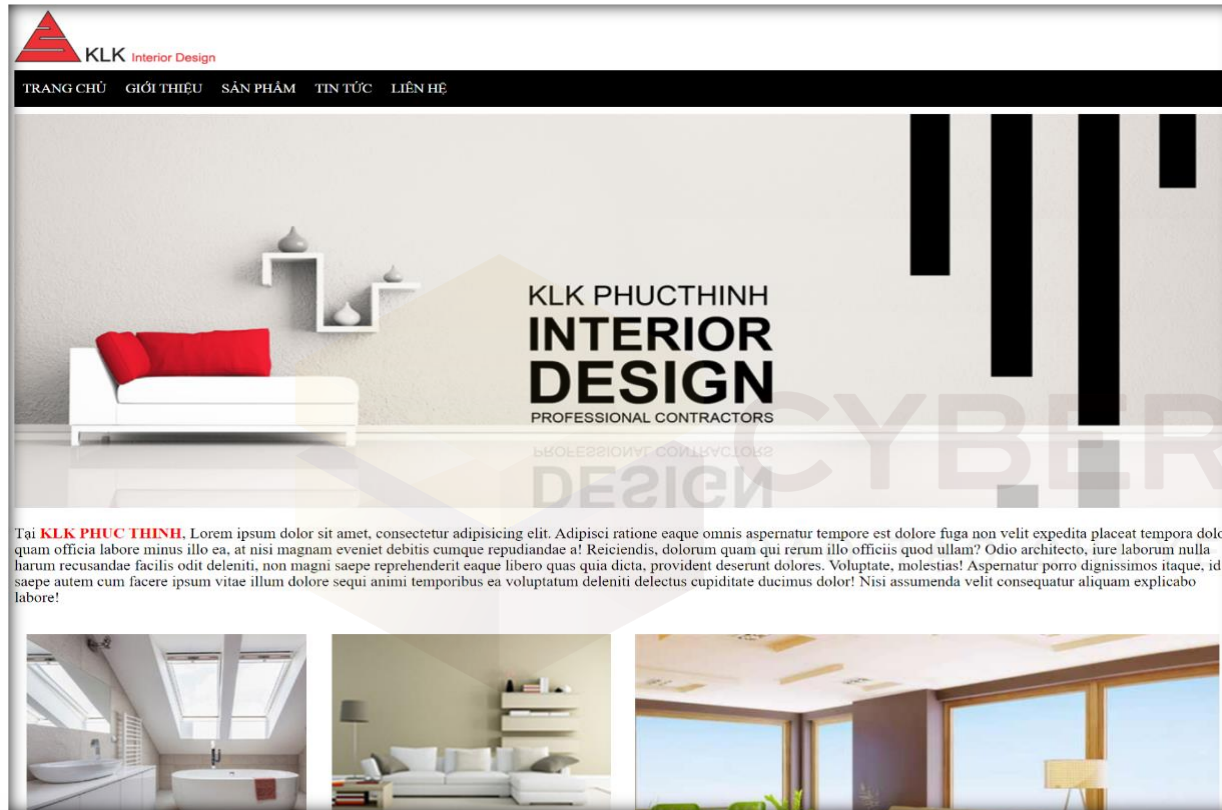 KLK Interior Design
TRANG CHỦ GIỚI THIỆU SẢN PHẨM TIN TỨC LIÊN HỆ
KLK PHUCTHINH
INTERIOR
DESIGN
PROFESSIONAL CONTRACTORS
PROFESSIONAL CONTRACTORS
DESIGN
CYBER
Tại KLK PHUC THINH, Lorem ipsum dolor sit amet, consectetur adipisicing elit. Adipisci ratione eaque omnis aspernatur tempore est dolore fuga non velit expedita placeat tempora dolo
quam officia labore minus illo ea, at nisi magnam eveniet debitis cumque repudiandae a! Reiciendis, dolorum quam qui rerum illo officiis quod ullam? Odio architecto, iure laborum nulla
harum recusandae facilis odit deleniti, non magni saepe reprehenderit eaque libero quas quia dicta, provident deserunt dolores. Voluptate, molestias! Aspernatur porro dignissimos itaque, id
saepe autem cum facere ipsum vitae illum dolore sequi animi temporibus ea voluptatum deleniti delectus cupiditate ducimus dolor! Nisi assumenda velit consequatur aliquam explicabo
labore!